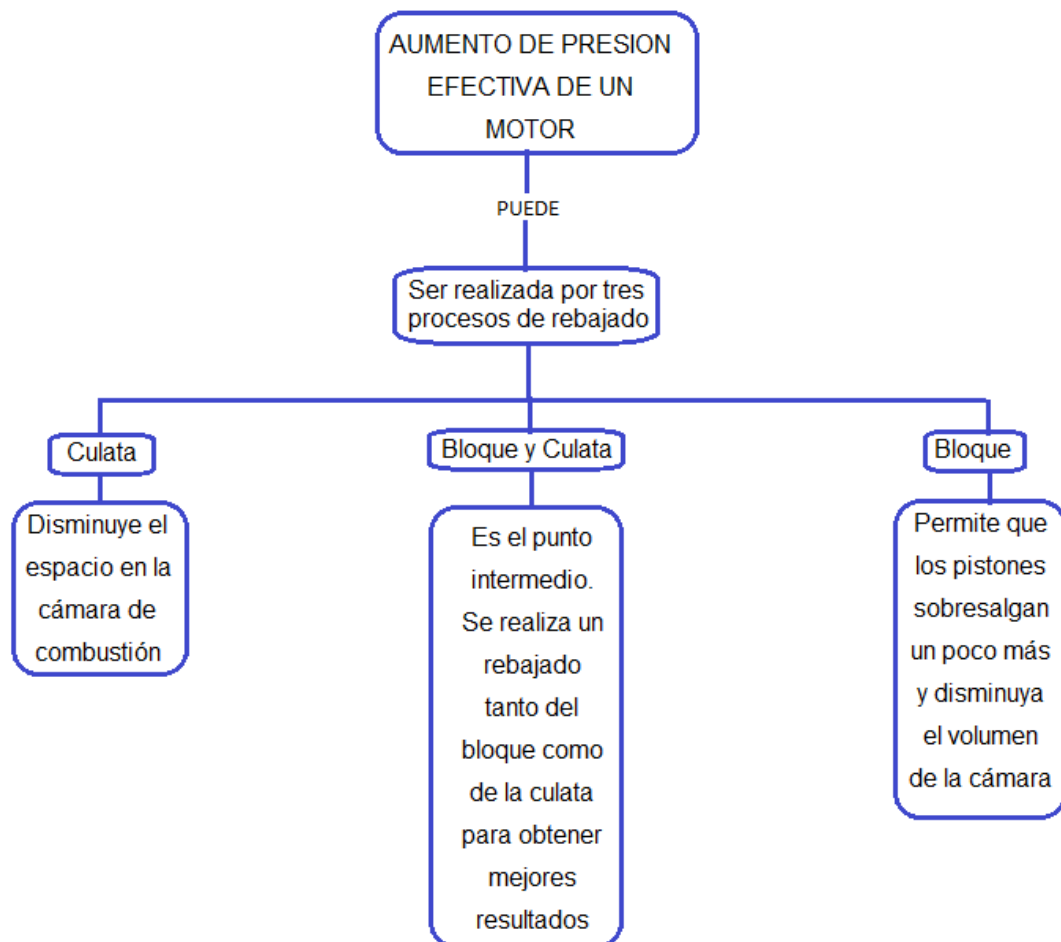 AUMENTO DE PRESION
EFECTIVA DE UN
MOTOR
PUEDE
Ser realizada por tres
procesos de rebajado
Culata
Disminuye el
espacio en la
cámara de
combustión
Bloque y Culata
Es el punto
intermedio.
Se realiza un
rebajado
tanto del
bloque como
de la culata
para obtener
mejores
resultados
Bloque
Permite que
los pistones
sobresalgan
un poco más
y disminuya
el volumen
de la cámara